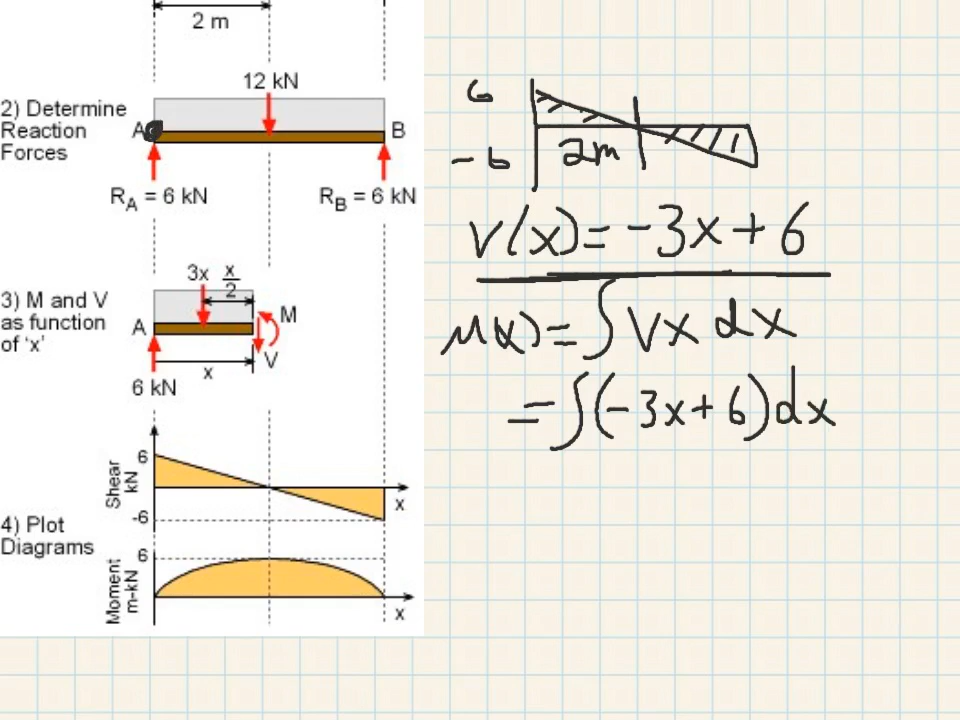 2 m
12 kN
2) Determine
Reaction
Forces
A
B
R_A = 6 kN
R_B = 6 kN
3x
x/2
3) M and V
as function
of 'x'
A
M
V
x
6 kN
6
Shear
kN
-6
x
4) Plot
Diagrams
6
Moment
m-kN
x
6
-6
2m
V(x)=-3x+6
M(x)=∫Vx dx
=∫(-3x+6)dx